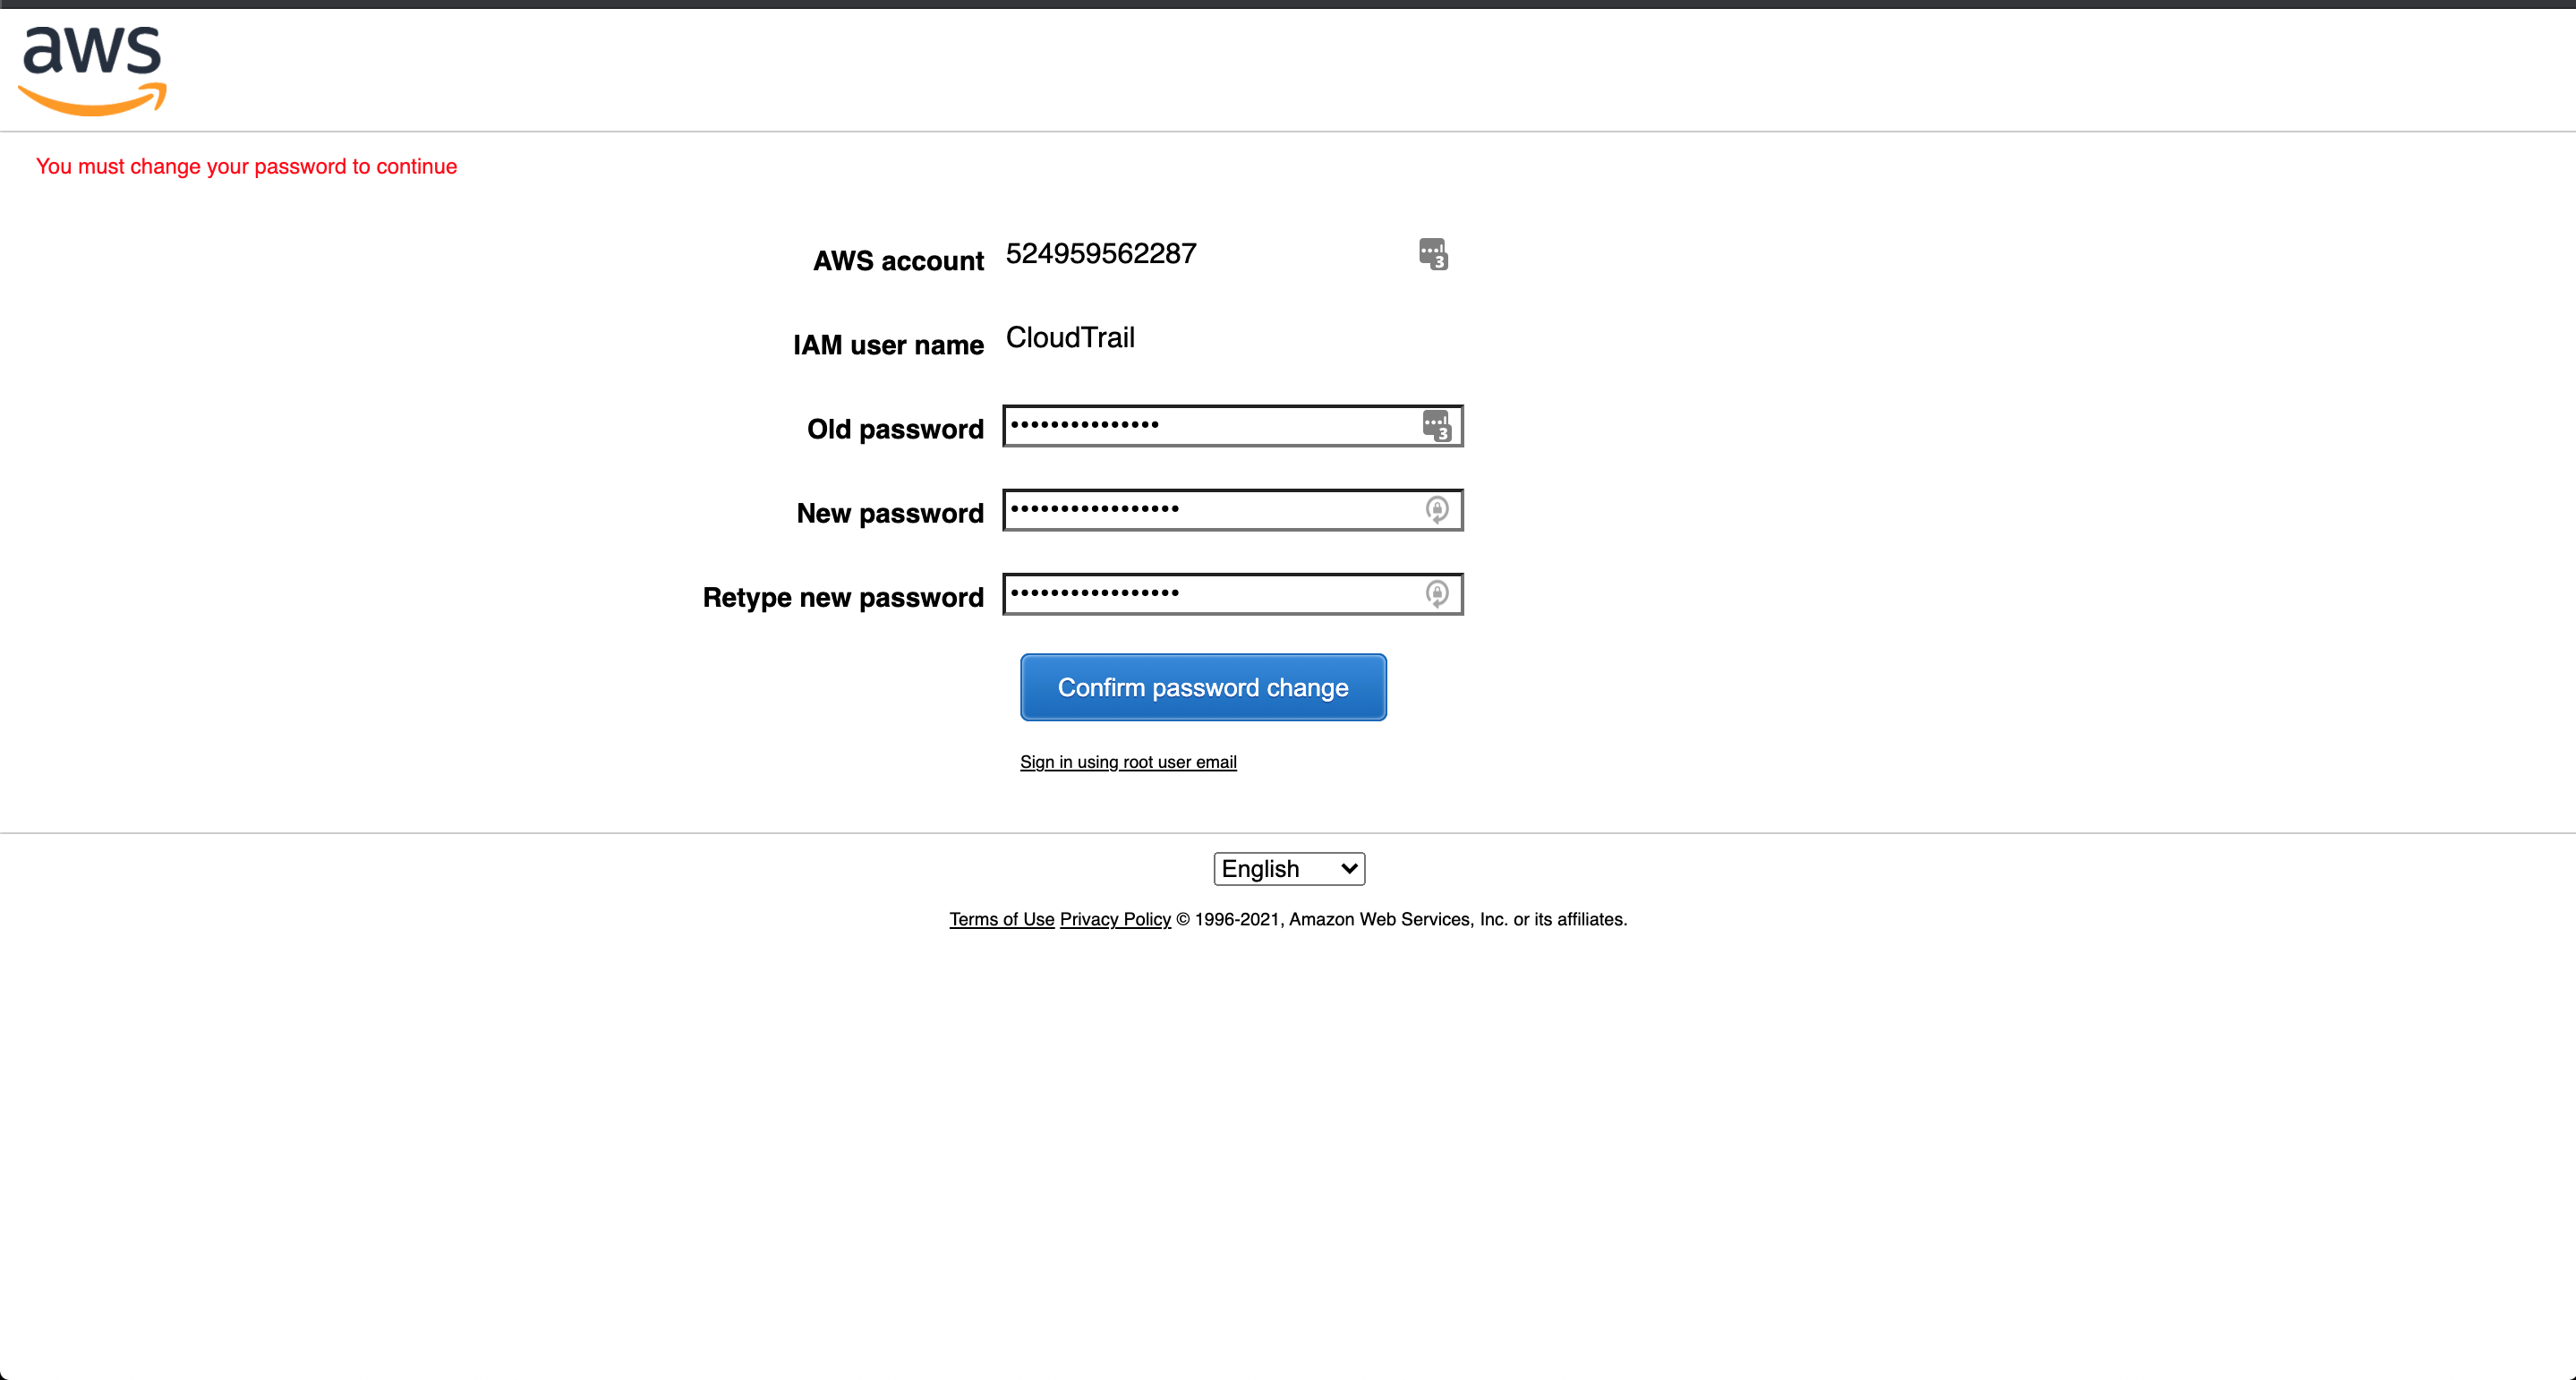 aws
You must change your password to continue
AWS account 524959562287
3
IAM user name CloudTrail
Old password •••••••••••••••
3
New password •••••••••••••••••
Retype new password •••••••••••••••••
Confirm password change
Sign in using root user email
English
Terms of Use Privacy Policy © 1996-2021, Amazon Web Services, Inc. or its affiliates.